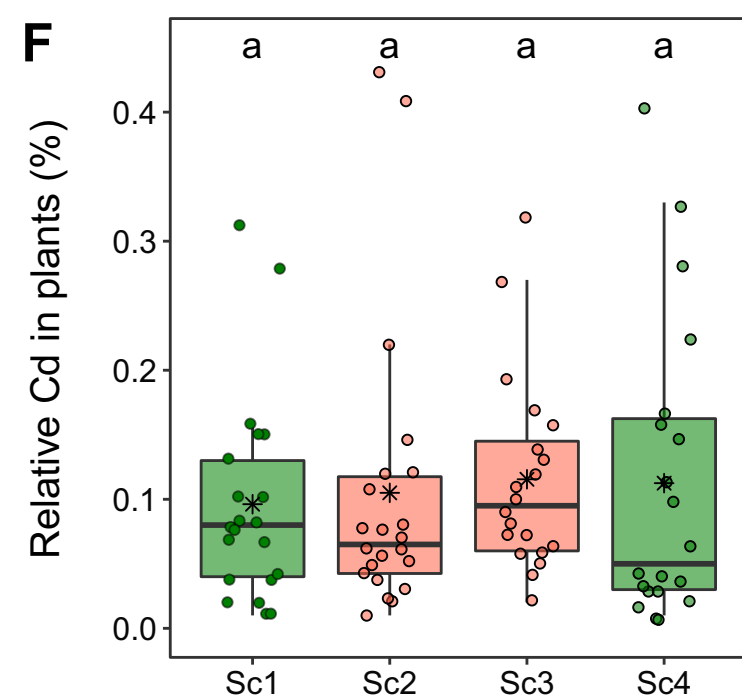 F
a a a a
Relative Cd in plants (%)
0.4
0.3
0.2
0.1
0.0
Sc1 Sc2 Sc3 Sc4